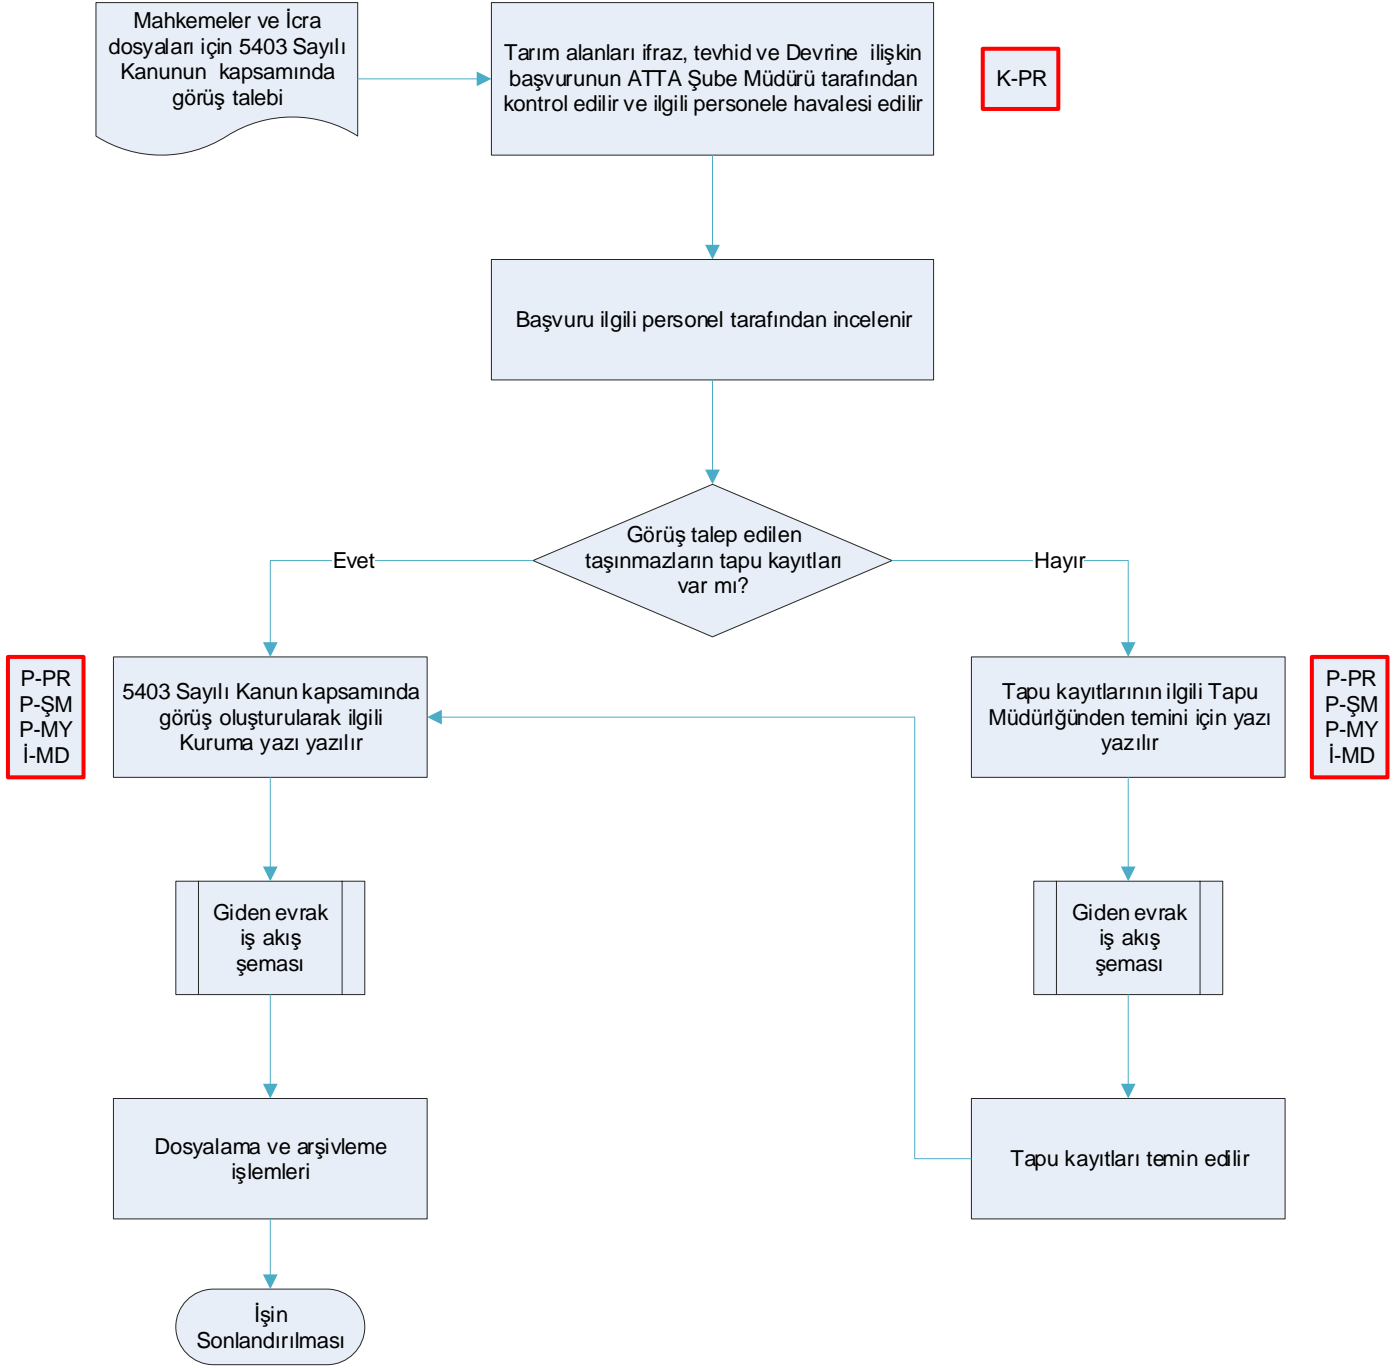 Mahkemeler ve İcra
dosyaları için 5403 Sayılı
Kanunun kapsamında
görüş talebi
Tarım alanları ifraz, tevhid ve Devrine ilişkin
başvurunun ATTA Şube Müdürü tarafından
kontrol edilir ve ilgili personele havalesi edilir
K-PR
Başvuru ilgili personel tarafından incelenir
Görüş talep edilen
taşınmazların tapu kayıtları
var mı?
Evet
Hayır
P-PR
P-ŞM
P-MY
İ-MD
5403 Sayılı Kanun kapsamında
görüş oluşturularak ilgili
Kuruma yazı yazılır
Tapu kayıtlarının ilgili Tapu
Müdürlğünden temini için yazı
yazılır
P-PR
P-ŞM
P-MY
İ-MD
Giden evrak
iş akış
şeması
Giden evrak
iş akış
şeması
Dosyalama ve arşivleme
işlemleri
Tapu kayıtları temin edilir
İşin
Sonlandırılması